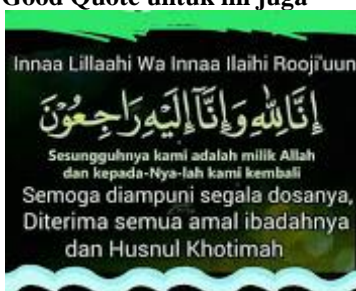 Good Quote untuk ini juga
Innaa Lillaahi Wa Innaa Ilaihi Rooji'uun
إِنَّا لِلّٰهِ وَإِنَّا إِلَيْهِ رَاجِعُوْنَ
Sesungguhnya kami adalah milik Allah
dan kepada-Nya-lah kami kembali
Semoga diampuni segala dosanya,
Diterima semua amal ibadahnya
dan Husnul Khotimah